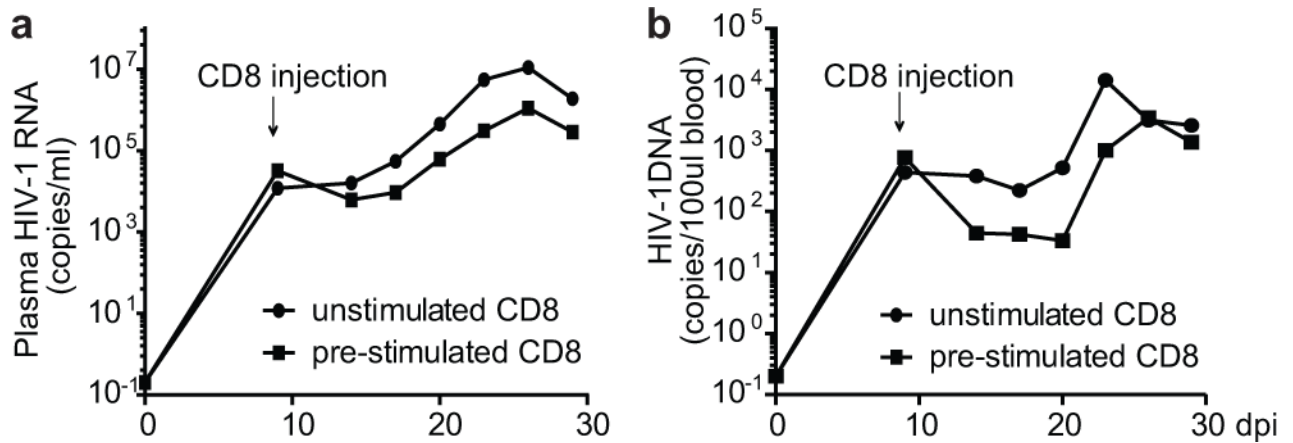 a
Plasma HIV-1 RNA
(copies/ml)
10^7
10^5
10^3
10^1
10^-1
CD8 injection
unstimulated CD8
pre-stimulated CD8
0
10
20
30
b
HIV-1DNA
(copies/100ul blood)
10^5
10^4
10^3
10^2
10^1
10^0
10^-1
CD8 injection
unstimulated CD8
pre-stimulated CD8
0
10
20
30 dpi